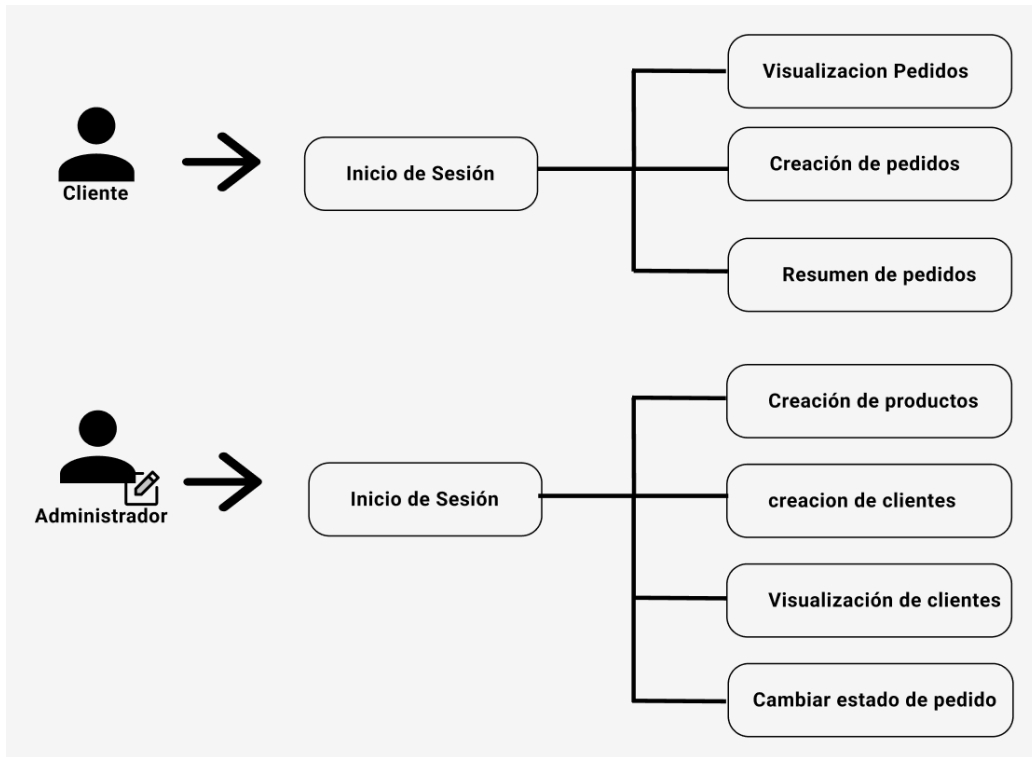 Cliente
Inicio de Sesión
Visualizacion Pedidos
Creación de pedidos
Resumen de pedidos
Administrador
Inicio de Sesión
Creación de productos
creacion de clientes
Visualización de clientes
Cambiar estado de pedido